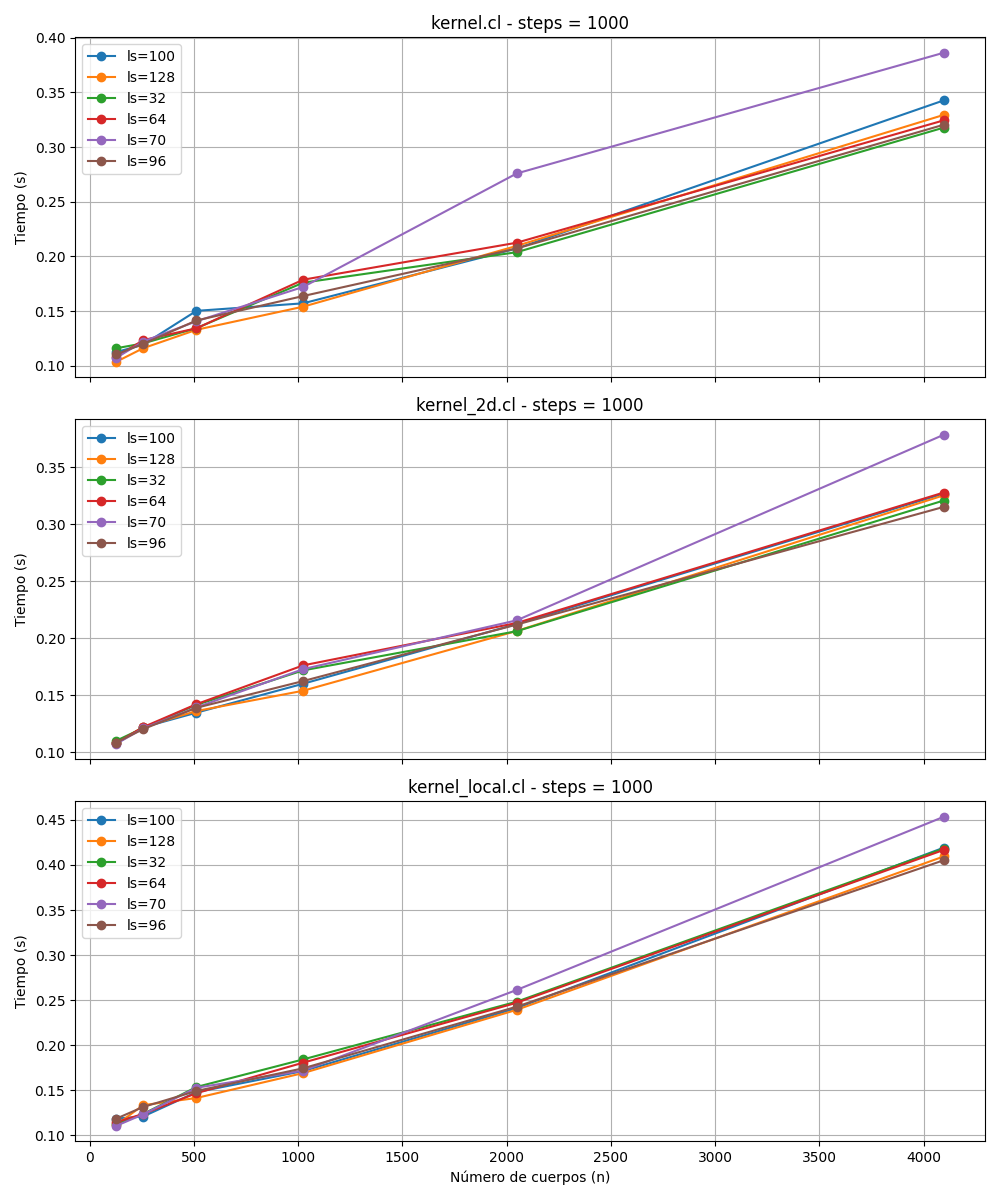 kernel.cl - steps = 1000
0.40
0.35
0.30
0.25
0.20
0.15
0.10
Tiempo (s)
ls=100
ls=128
ls=32
ls=64
ls=70
ls=96
kernel_2d.cl - steps = 1000
0.35
0.30
0.25
0.20
0.15
0.10
Tiempo (s)
ls=100
ls=128
ls=32
ls=64
ls=70
ls=96
kernel_local.cl - steps = 1000
0.45
0.40
0.35
0.30
0.25
0.20
0.15
0.10
Tiempo (s)
ls=100
ls=128
ls=32
ls=64
ls=70
ls=96
0 500 1000 1500 2000 2500 3000 3500 4000
Número de cuerpos (n)